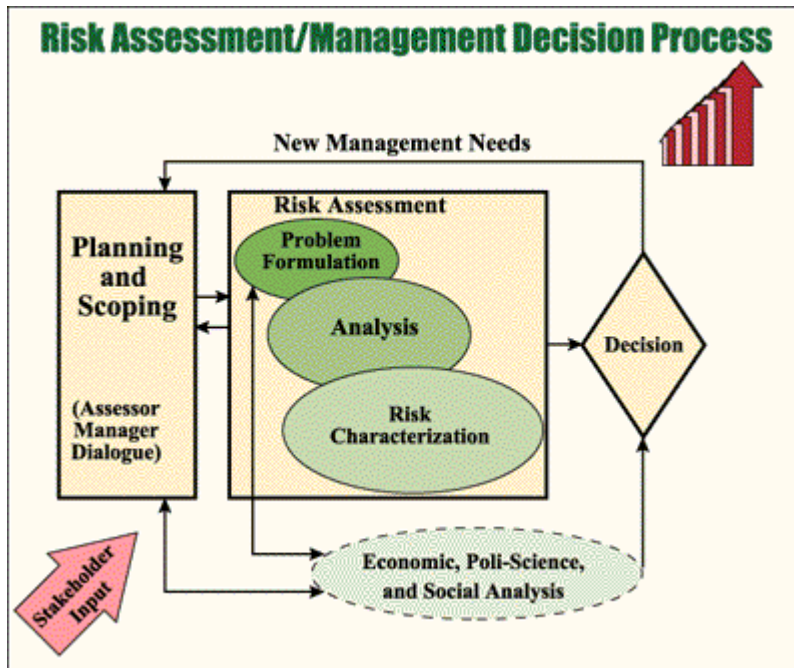 Risk Assessment/Management Decision Process
New Management Needs
Planning
and
Scoping
(Assessor
Manager
Dialogue)
Risk Assessment
Problem
Formulation
Analysis
Risk
Characterization
Decision
Economic, Poli-Science,
and Social Analysis
Stakeholder
Input